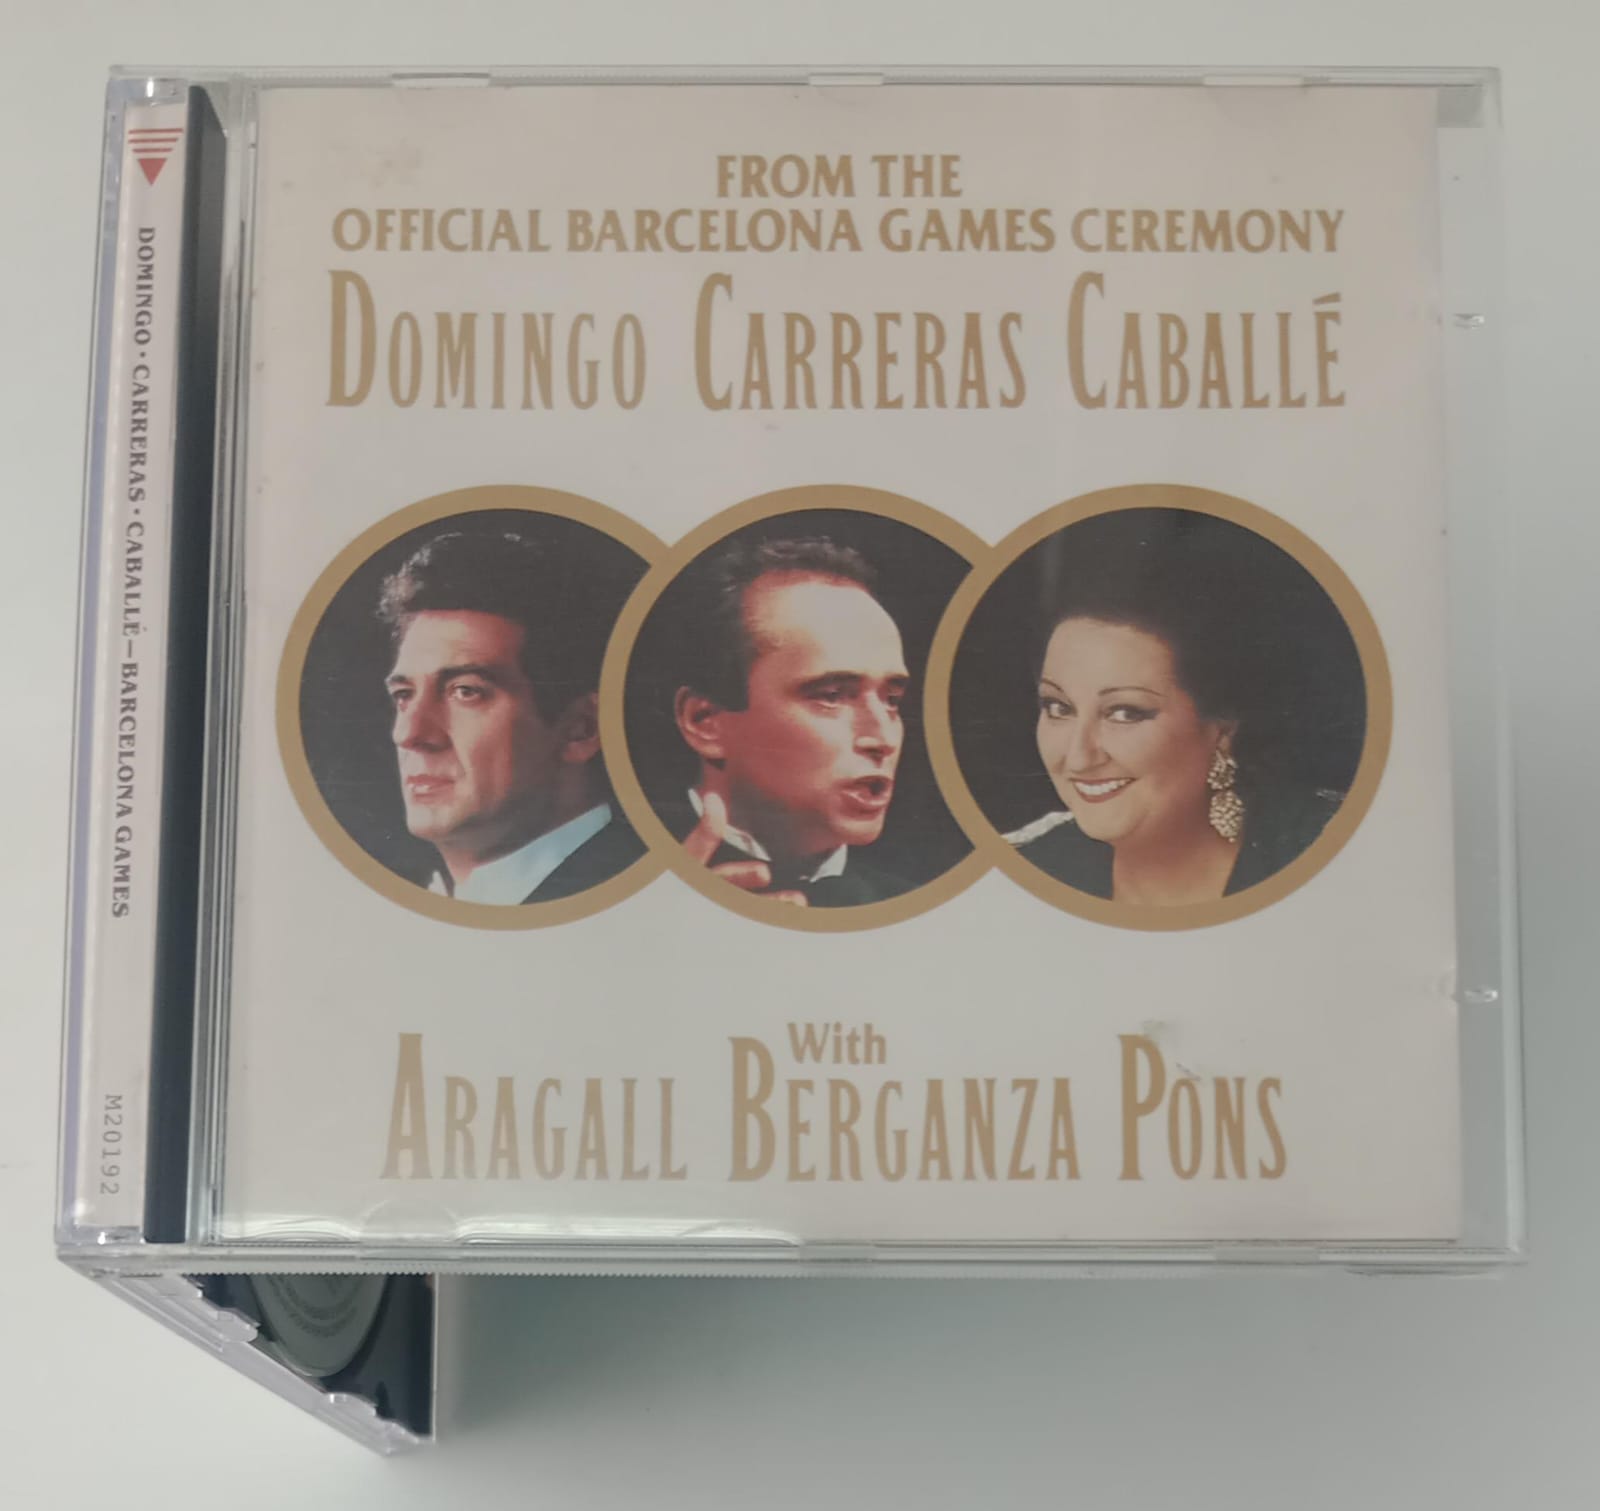 FROM THE
OFFICIAL BARCELONA GAMES CEREMONY
DOMINGO CARRERAS CABALLÉ
With
ARAGALL BERGANZA PONS
DOMINGO · CARRERAS · CABALLÉ — BARCELONA GAMES
M20192